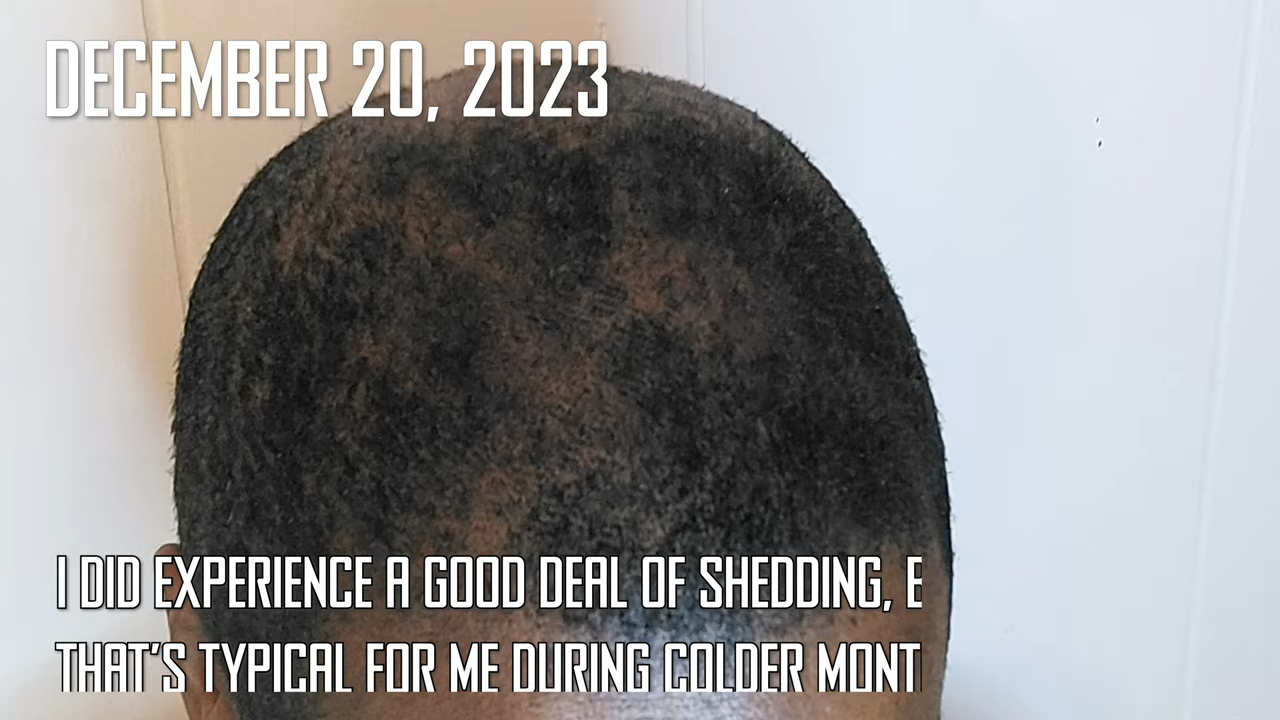 DECEMBER 20, 2023
I DID EXPERIENCE A GOOD DEAL OF SHEDDING,
THAT'S TYPICAL FOR ME DURING COLDER MONT